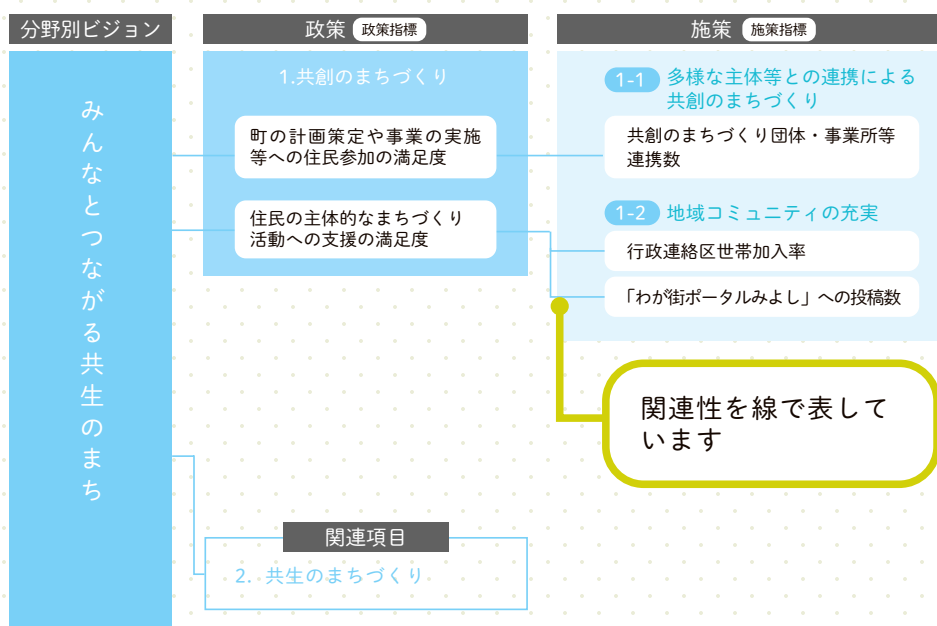 分野別ビジョン
政策 政策指標
施策 施策指標
みんなとつながる共生のまち
1.共創のまちづくり
町の計画策定や事業の実施
等への住民参加の満足度
住民の主体的なまちづくり
活動への支援の満足度
1-1 多様な主体等との連携による
共創のまちづくり
共創のまちづくり団体・事業所等
連携数
1-2 地域コミュニティの充実
行政連絡区世帯加入率
「わが街ポータルみよし」への投稿数
関連性を線で表して
います
関連項目
2. 共生のまちづくり